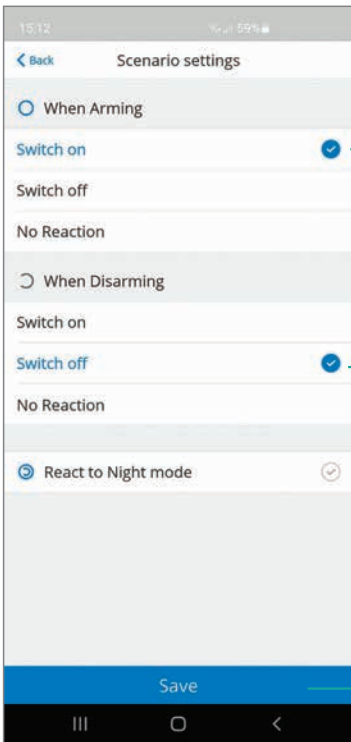 15:12 59%
Back Scenario settings
When Arming
Switch on
Switch off
No Reaction
When Disarming
Switch on
Switch off
No Reaction
React to Night mode
Save